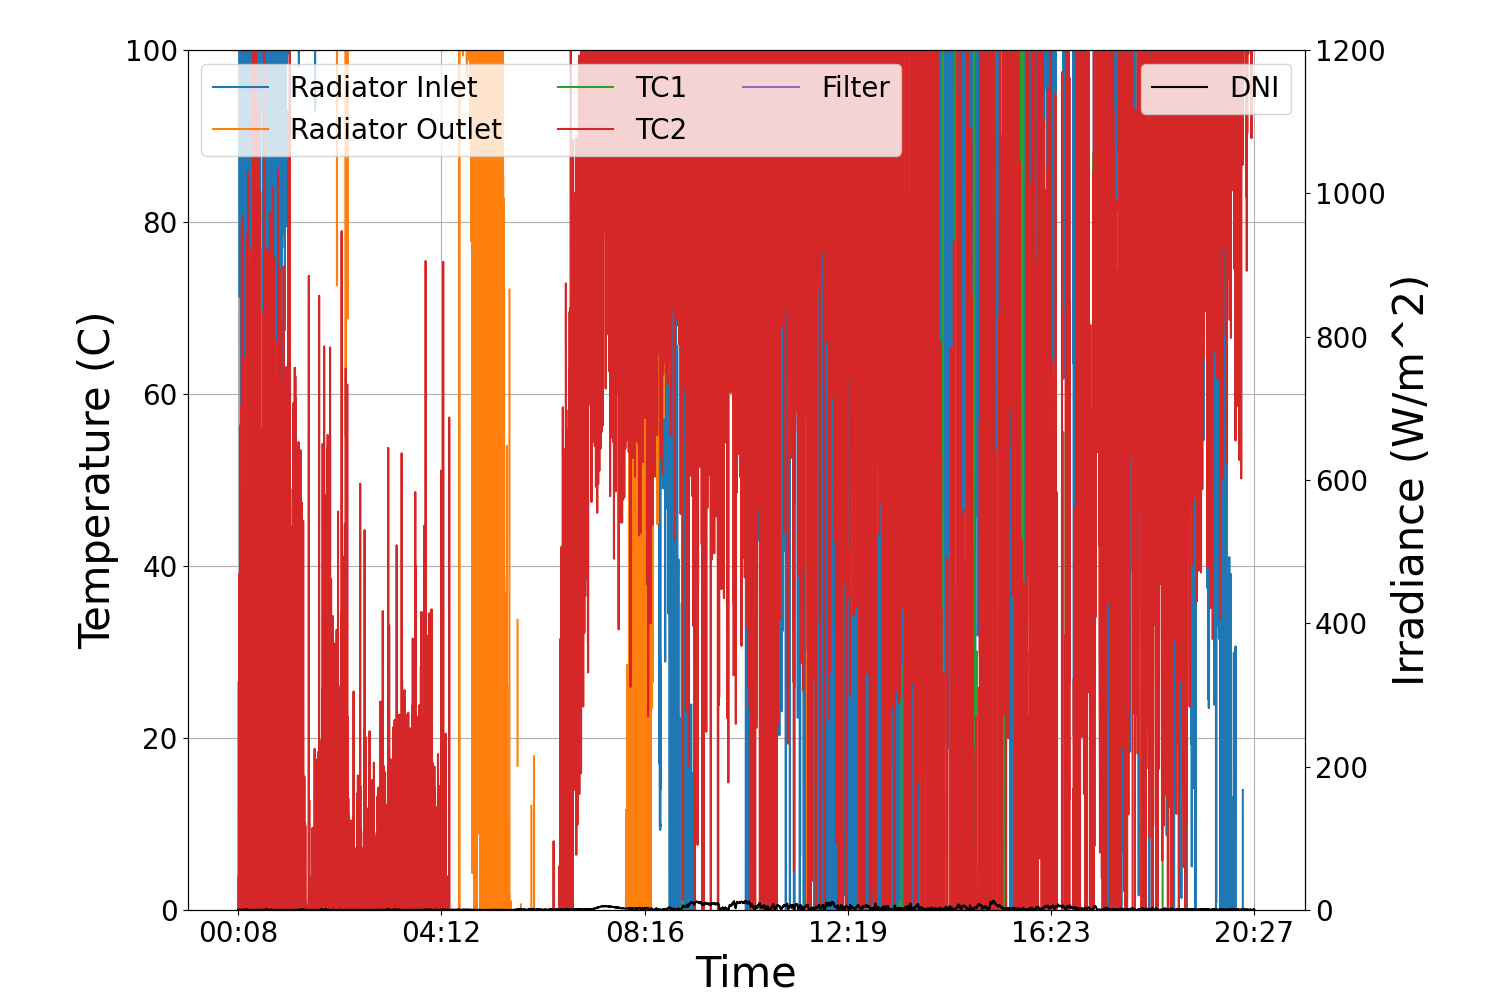 100
80
60
40
20
0
Temperature (C)
1200
1000
800
600
400
200
0
Irradiance (W/m^2)
Radiator Inlet
Radiator Outlet
TC1
TC2
Filter
DNI
00:08 04:12 08:16 12:19 16:23 20:27
Time